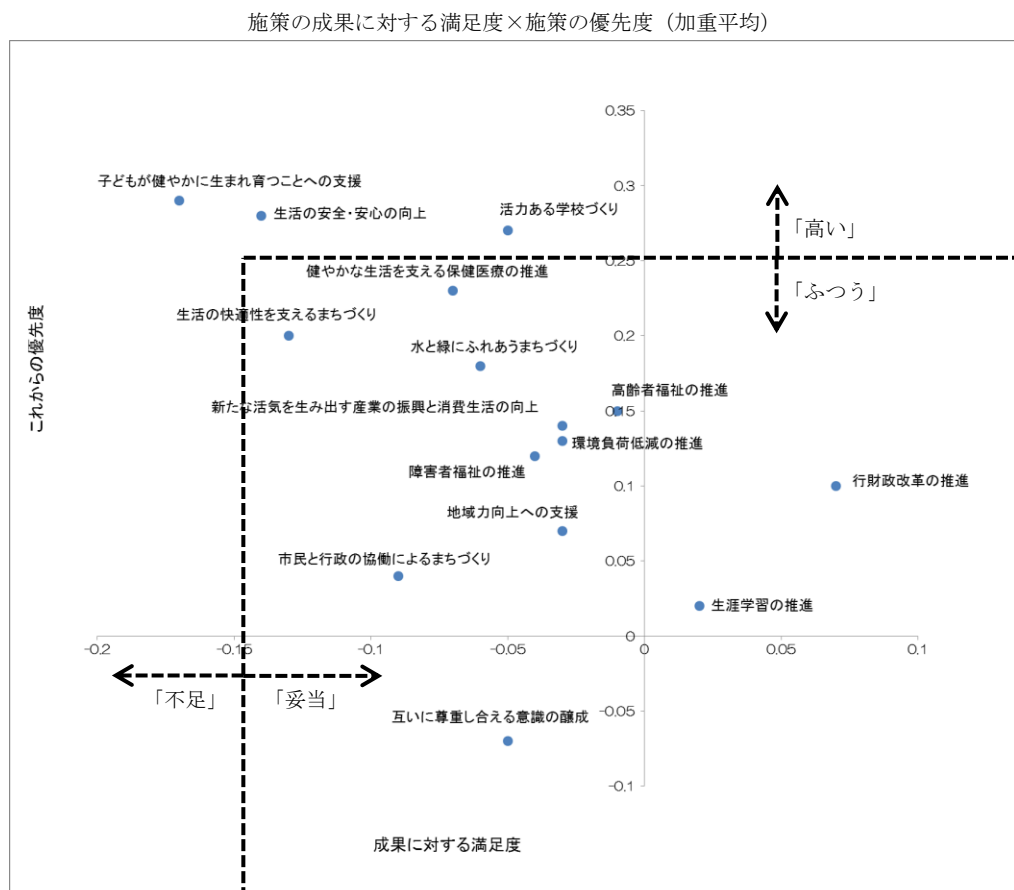 施策の成果に対する満足度×施策の優先度（加重平均）
0.35
子どもが健やかに生まれ育つことへの支援
0.3
生活の安全・安心の向上
活力ある学校づくり
「高い」
0.25
健やかな生活を支える保健医療の推進
「ふつう」
生活の快適性を支えるまちづくり
0.2
水と緑にふれあうまちづくり
これからの優先度
高齢者福祉の推進
新たな活気を生み出す産業の振興と消費生活の向上
0.15
環境負荷低減の推進
障害者福祉の推進
行財政改革の推進
0.1
地域力向上への支援
市民と行政の協働によるまちづくり
0.05
生涯学習の推進
0
-0.2
-0.15
-0.1
-0.05
0
0.05
0.1
「不足」
「妥当」
互いに尊重し合える意識の醸成
-0.05
-0.1
成果に対する満足度